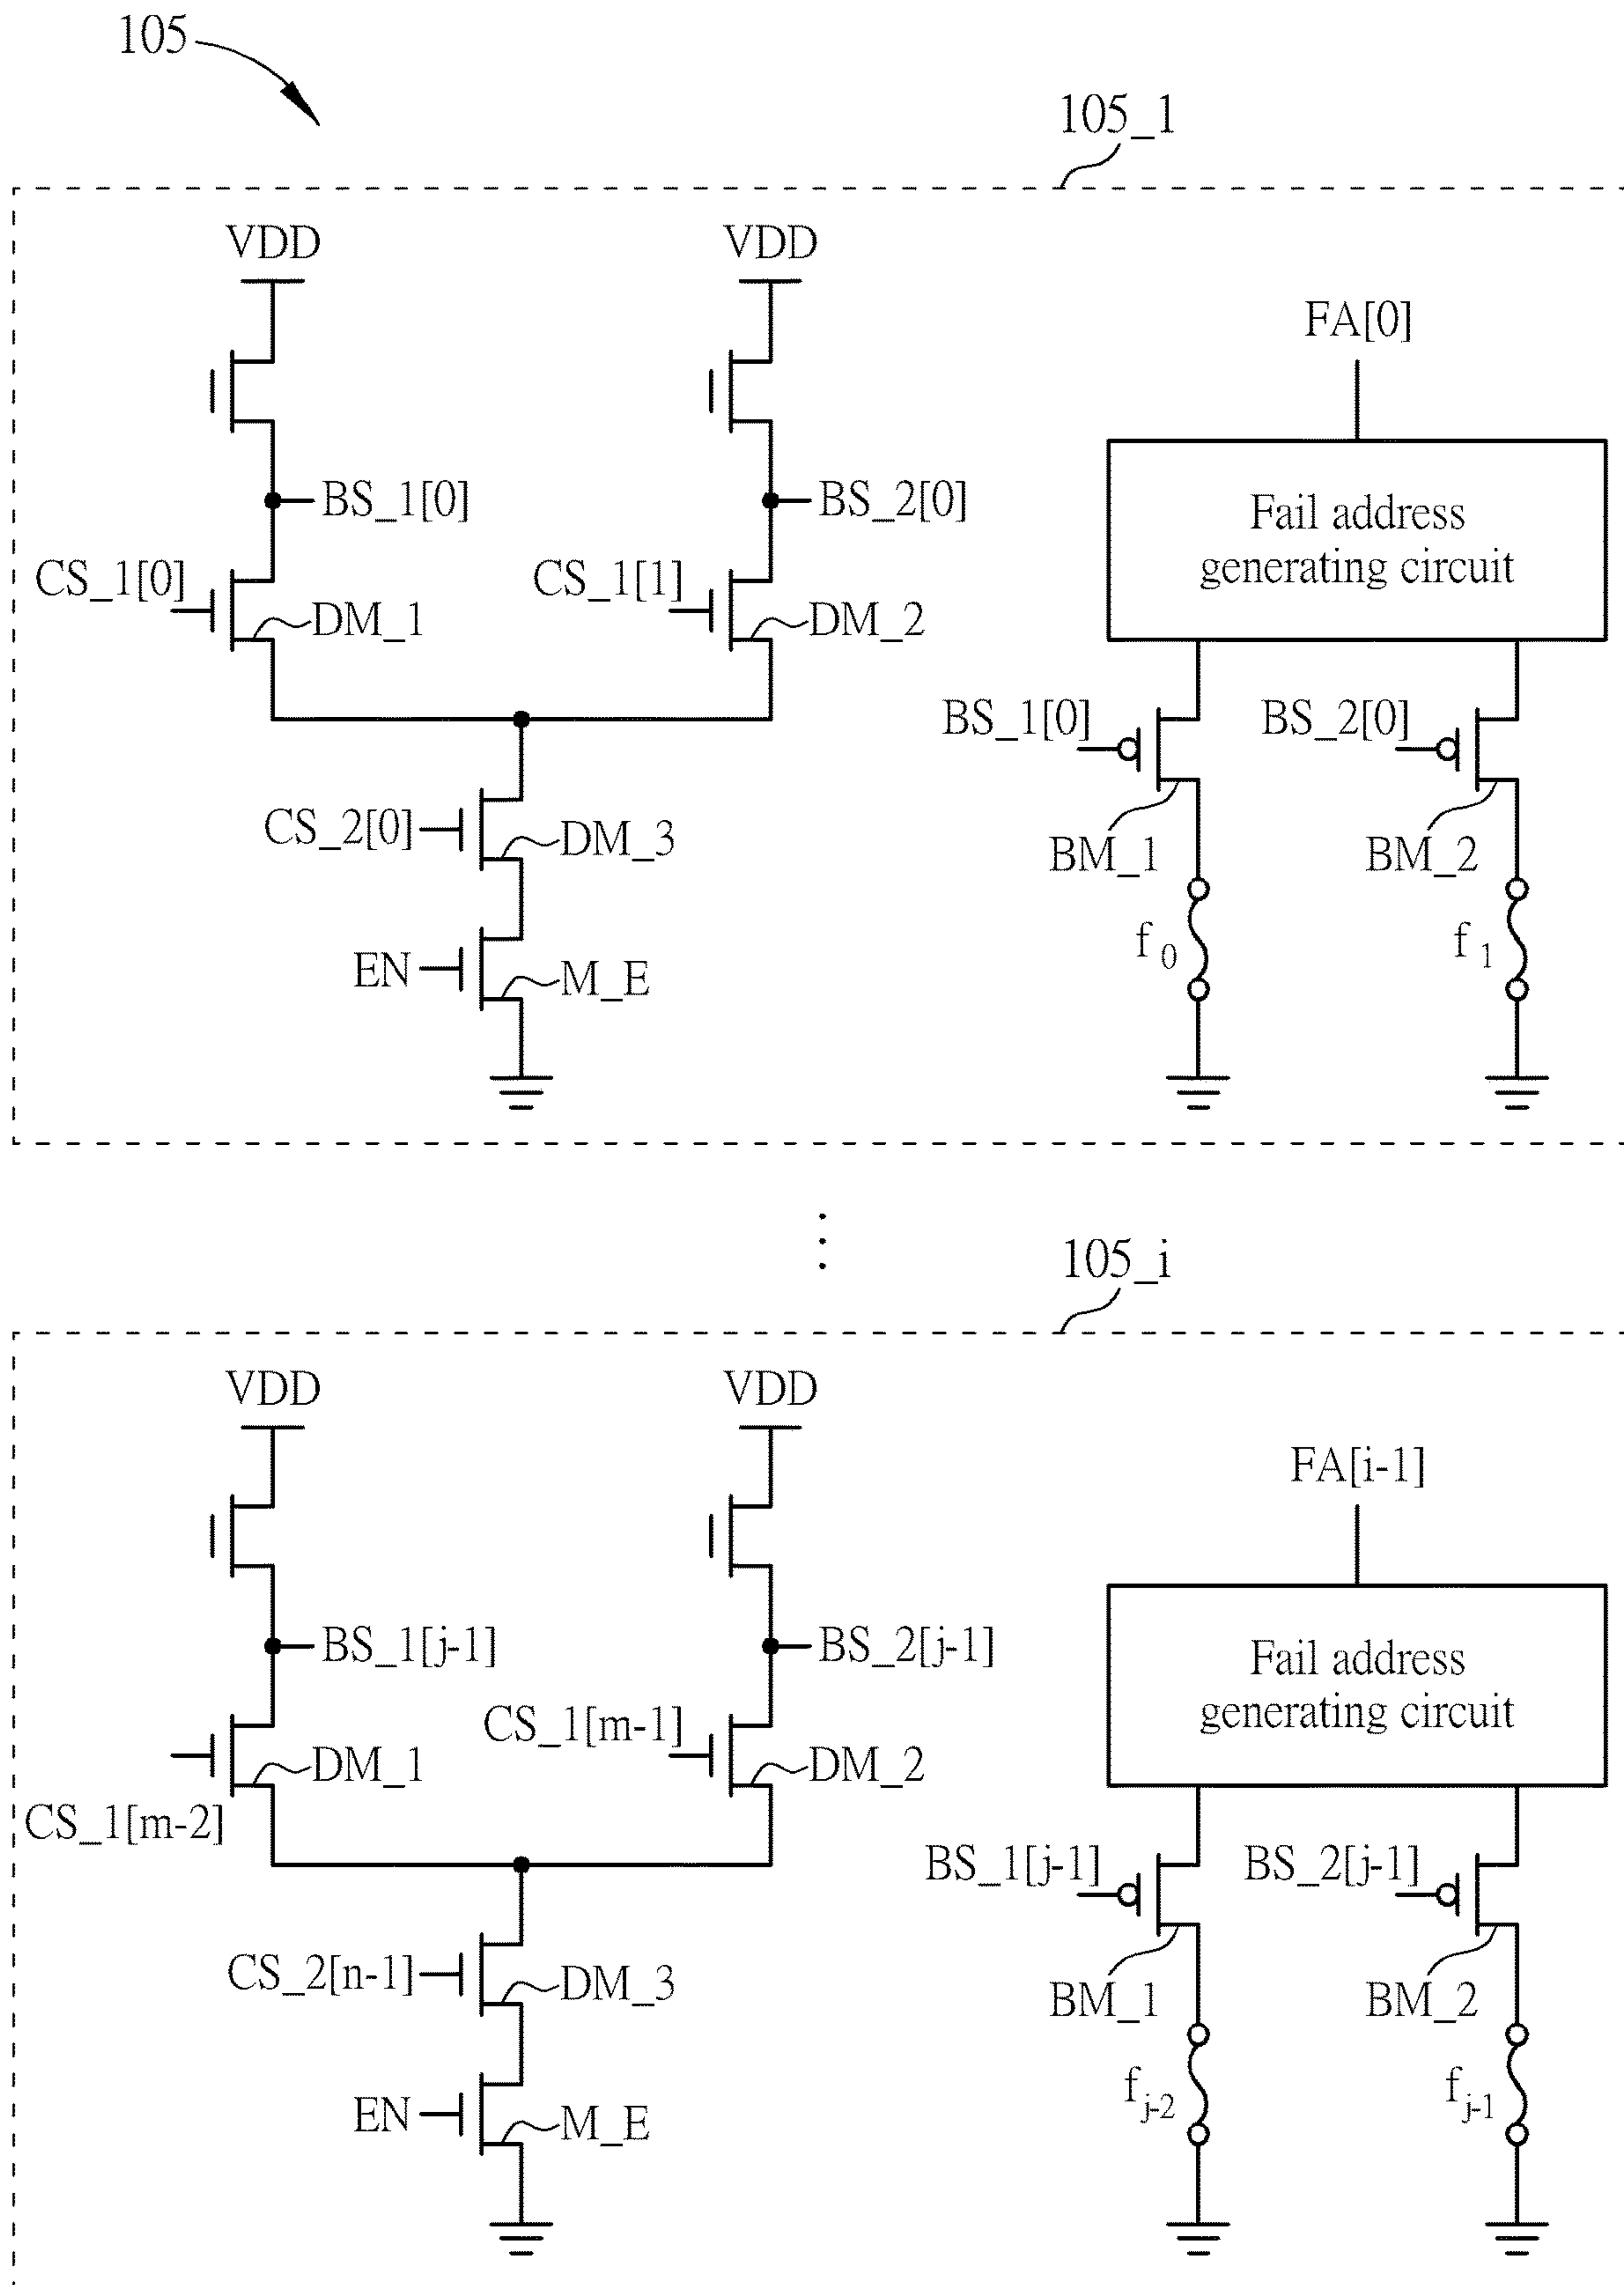 105
105_1
VDD
VDD
FA[0]
BS_1[0]
BS_2[0]
Fail address
generating circuit
CS_1[0]
DM_1
CS_1[1]
DM_2
BS_1[0]
BS_2[0]
CS_2[0]
DM_3
BM_1
BM_2
EN
M_E
f0
f1
105_i
VDD
VDD
FA[i-1]
BS_1[j-1]
BS_2[j-1]
Fail address
generating circuit
CS_1[m-1]
DM_1
DM_2
CS_1[m-2]
BS_1[j-1]
BS_2[j-1]
CS_2[n-1]
DM_3
BM_1
BM_2
EN
M_E
fj-2
fj-1